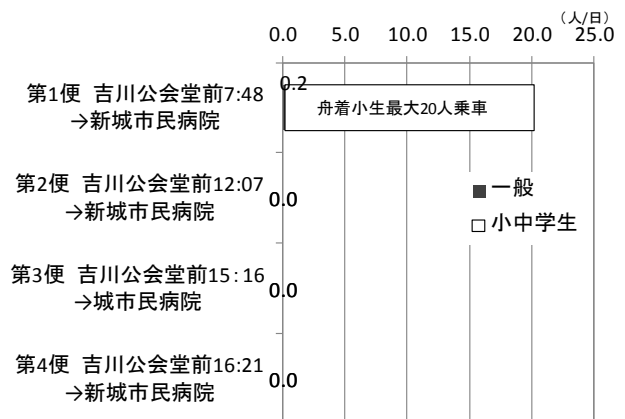 （人/日）
0.0 5.0 10.0 15.0 20.0 25.0
第1便 吉川公会堂前7:48
→新城市民病院
0.2
舟着小生最大20人乗車
第2便 吉川公会堂前12:07
→新城市民病院
0.0
一般
小中学生
第3便 吉川公会堂前15：16
→城市民病院
0.0
第4便 吉川公会堂前16:21
→新城市民病院
0.0